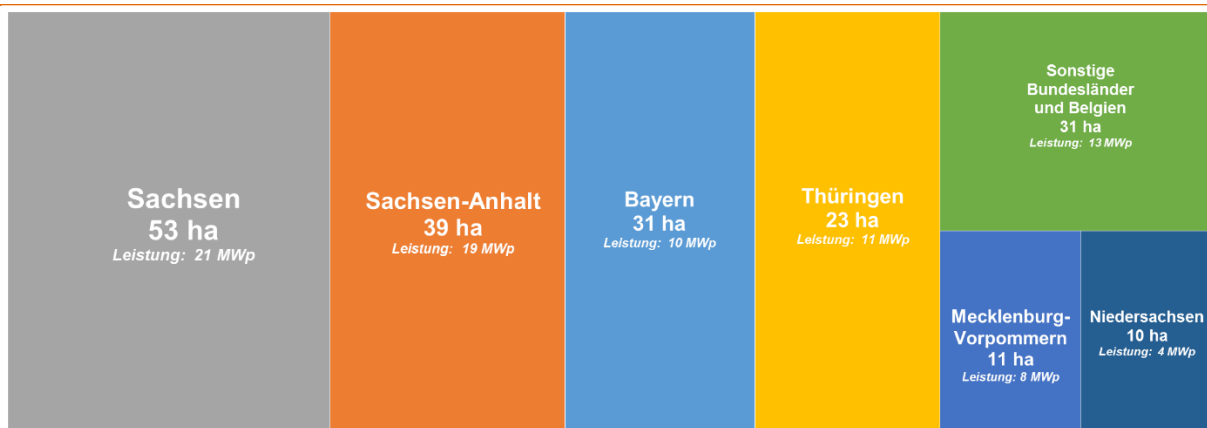 Sachsen
53 ha
Leistung: 21 MWp
Sachsen-Anhalt
39 ha
Leistung: 19 MWp
Bayern
31 ha
Leistung: 10 MWp
Thüringen
23 ha
Leistung: 11 MWp
Sonstige
Bundesländer
und Belgien
31 ha
Leistung: 13 MWp
Mecklenburg-
Vorpommern
11 ha
Leistung: 8 MWp
Niedersachsen
10 ha
Leistung: 4 MWp